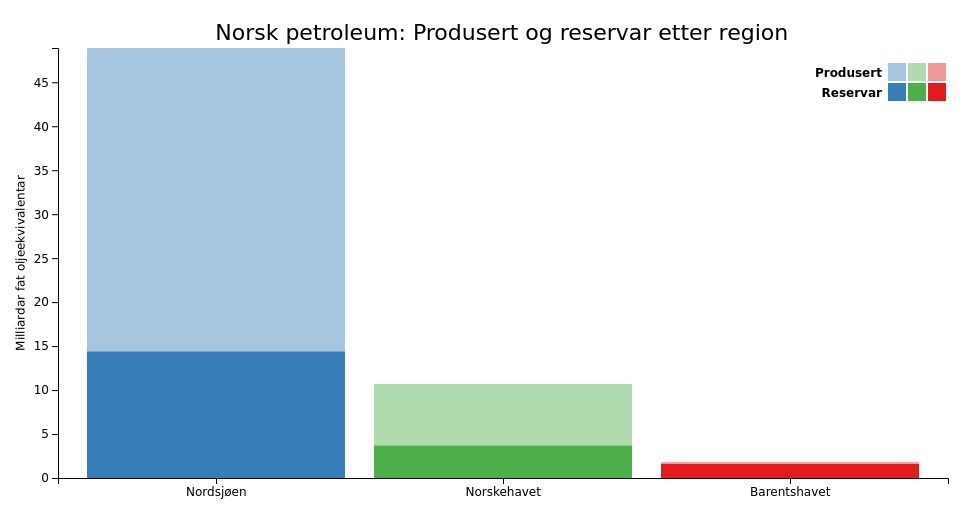 Norsk petroleum: Produsert og reservar etter region
Produsert
Reservar
Milliardar fat oljeekvivalentar
45
40
35
30
25
20
15
10
5
0
Nordsjøen
Norskehavet
Barentshavet